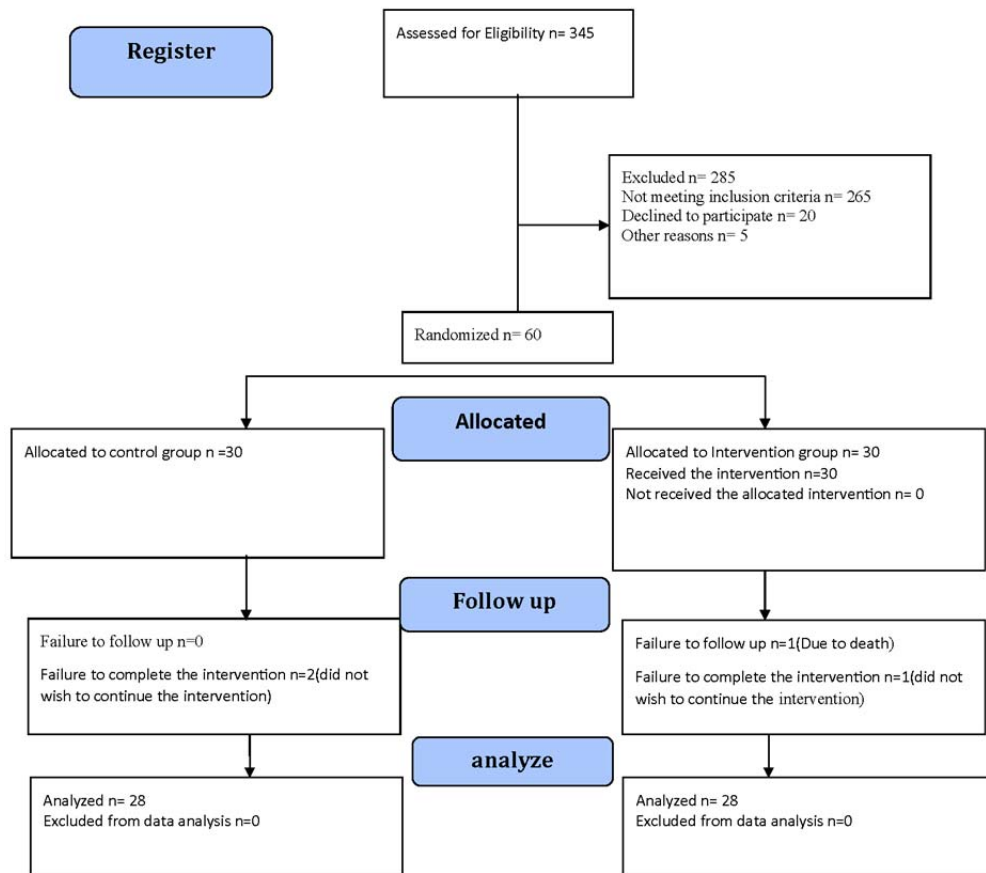 Register
Assessed for Eligibility n= 345
Excluded n= 285
Not meeting inclusion criteria n= 265
Declined to participate n= 20
Other reasons n= 5
Randomized n= 60
Allocated
Allocated to control group n =30
Allocated to Intervention group n= 30
Received the intervention n=30
Not received the allocated intervention n= 0
Follow up
Failure to follow up n=0
Failure to complete the intervention n=2(did not
wish to continue the intervention)
Failure to follow up n=1(Due to death)
Failure to complete the intervention n=1(did not
wish to continue the intervention)
analyze
Analyzed n= 28
Excluded from data analysis n=0
Analyzed n= 28
Excluded from data analysis n=0